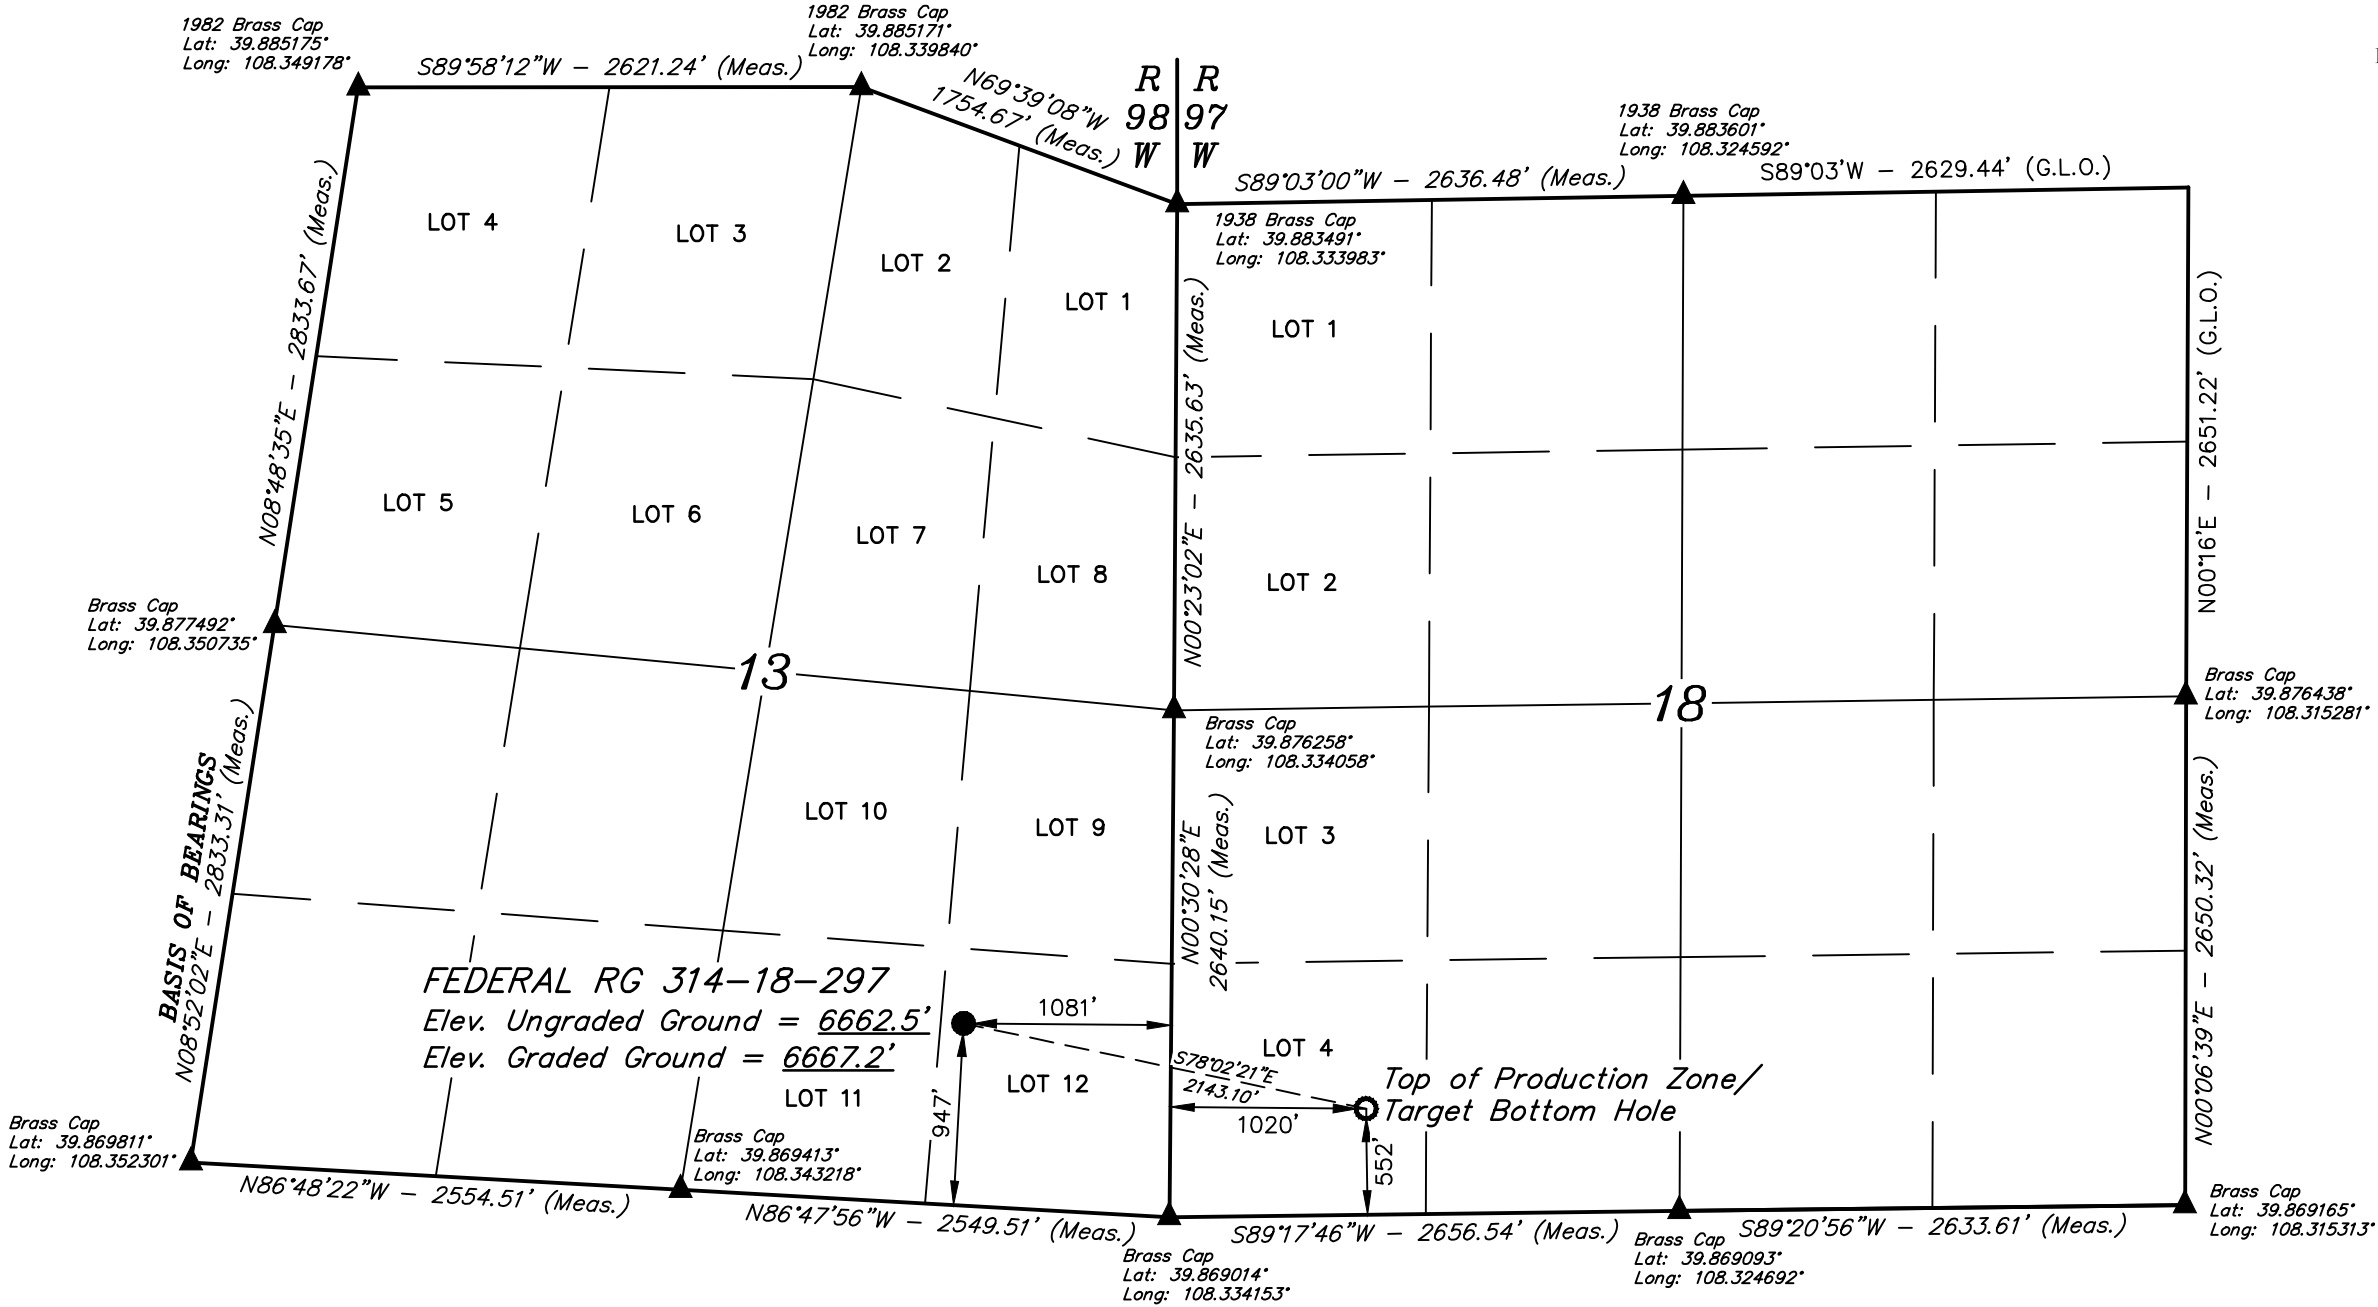 1982 Brass Cap
Lat: 39.885175°
Long: 108.349178°
S89°58'12"W - 2621.24' (Meas.)
1982 Brass Cap
Lat: 39.885171°
Long: 108.339840°
N69°39'08"W
1754.67' (Meas.)
R R
98 97
W W
S89°03'00"W - 2636.48' (Meas.)
1938 Brass Cap
Lat: 39.883601°
Long: 108.324592°
S89°03'W - 2629.44' (G.L.O.)
1938 Brass Cap
Lat: 39.883491°
Long: 108.333983°
LOT 4
LOT 3
LOT 2
LOT 1
LOT 1
N08°48'35"E - 2833.67' (Meas.)
N00°23'02"E - 2635.63' (Meas.)
N00°16'E - 2651.22' (G.L.O.)
LOT 5
LOT 6
LOT 7
LOT 8
LOT 2
Brass Cap
Lat: 39.877492°
Long: 108.350735°
13
18
Brass Cap
Lat: 39.876438°
Long: 108.315281°
Brass Cap
Lat: 39.876258°
Long: 108.334058°
BASIS OF BEARINGS
N08°52'02"E - 2833.31' (Meas.)
LOT 10
LOT 9
LOT 3
N00°30'28"E
2640.15' (Meas.)
N00°06'39"E - 2650.32' (Meas.)
FEDERAL RG 314-18-297
Elev. Ungraded Ground = 6662.5'
Elev. Graded Ground = 6667.2'
1081'
947'
LOT 11
LOT 12
LOT 4
S78°02'21"E
2143.10'
1020'
552'
Top of Production Zone/
Target Bottom Hole
Brass Cap
Lat: 39.869811°
Long: 108.352301°
N86°48'22"W - 2554.51' (Meas.)
Brass Cap
Lat: 39.869413°
Long: 108.343218°
N86°47'56"W - 2549.51' (Meas.)
Brass Cap
Lat: 39.869014°
Long: 108.334153°
S89°17'46"W - 2656.54' (Meas.)
Brass Cap
Lat: 39.869093°
Long: 108.324692°
S89°20'56"W - 2633.61' (Meas.)
Brass Cap
Lat: 39.869165°
Long: 108.315313°